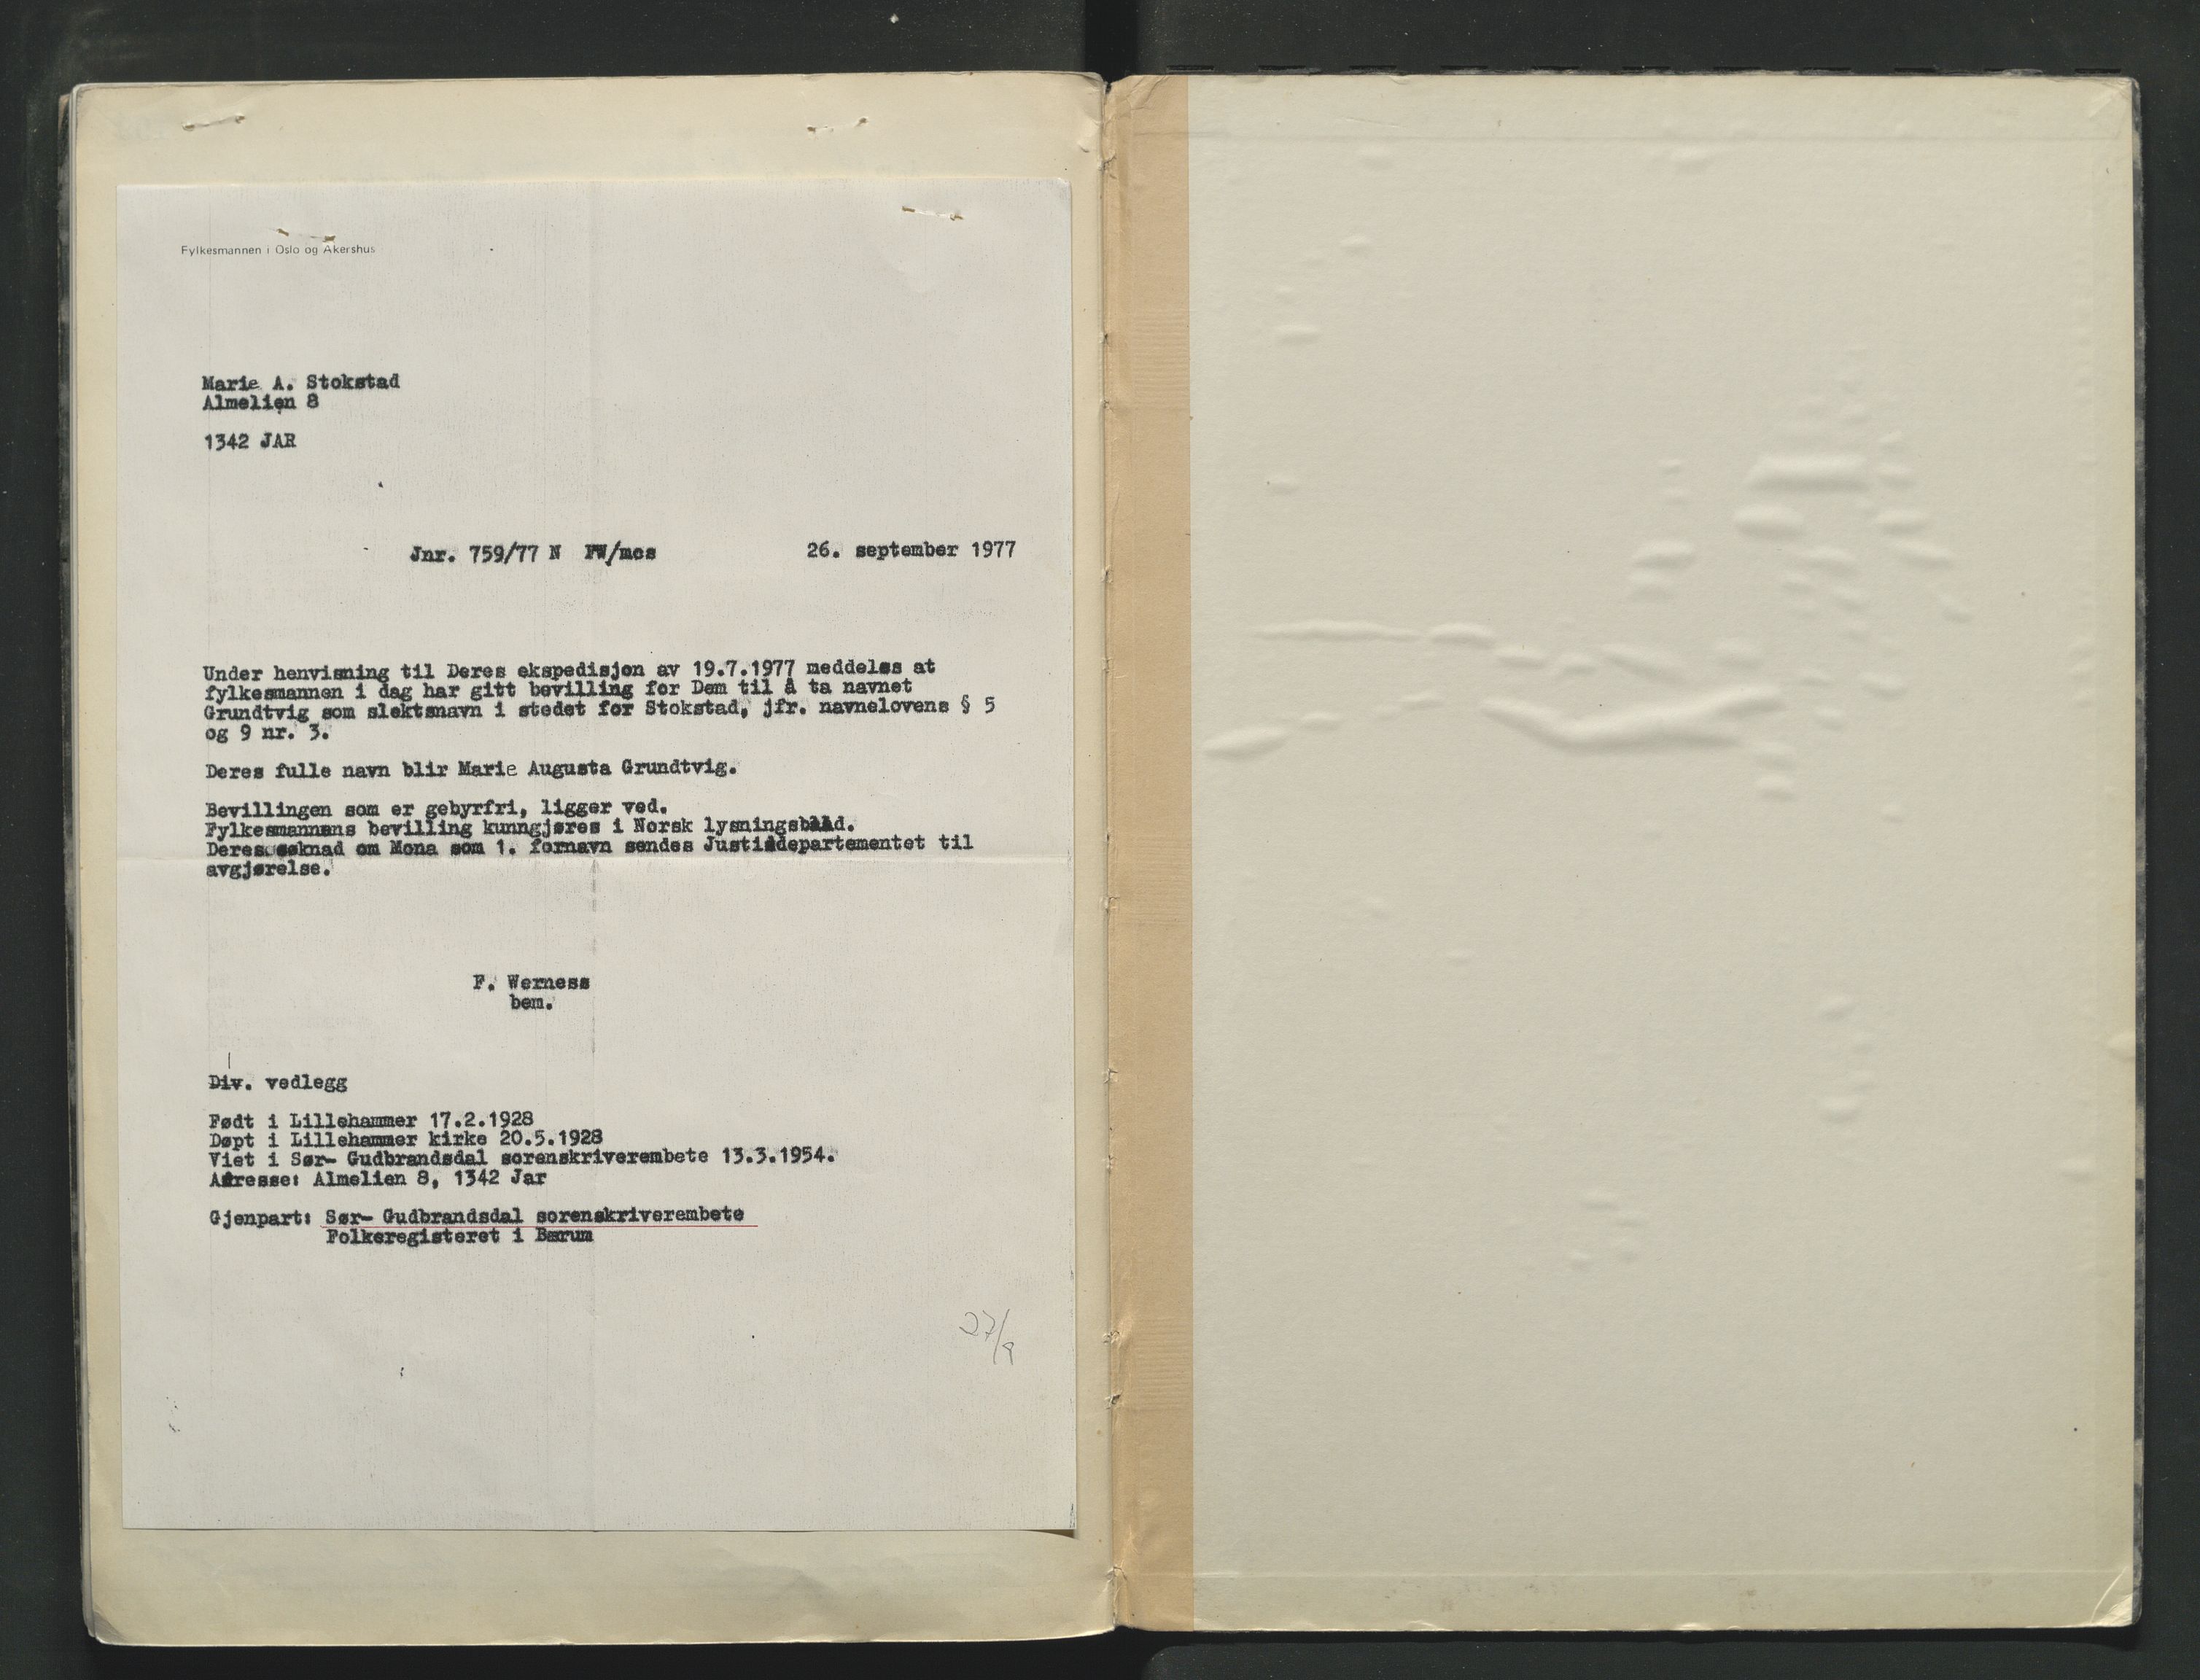 Fylkesmannen i Oslo og Akershus
Marie A. Stokstad
Almelien 8
1342 JAR
Jnr. 759/77 N FW/mcs
26. september 1977
Under henvisning til Deres ekspedisjon av 19.7.1977 meddeles at
fylkesmannen i dag har gitt bevilling for Dem til å ta navnet
Grundtvig som slektsnavn i stedet for Stokstad, jfr. navnelovens § 5
og 9 nr. 3.
Deres fulle navn blir Marie Augusta Grundtvig.
Bevillingen som er gebyrfri, ligger ved.
Fylkesmannens bevilling kunngjøres i Norsk lysningsblad.
Deres søknad om Mona som 1. fornavn sendes Justisdepartementet til
avgjørelse.
F. Werness
bem.
1
Div. vedlegg
Født i Lillehammer 17.2.1928
Døpt i Lillehammer kirke 20.5.1928
Viet i Sør- Gudbrandsdal sorenskriverembete 13.3.1954.
Adresse: Almelien 8, 1342 Jar
Gjenpart: Sør- Gudbrandsdal sorenskriverembete
Folkeregisteret i Bærum
27/9